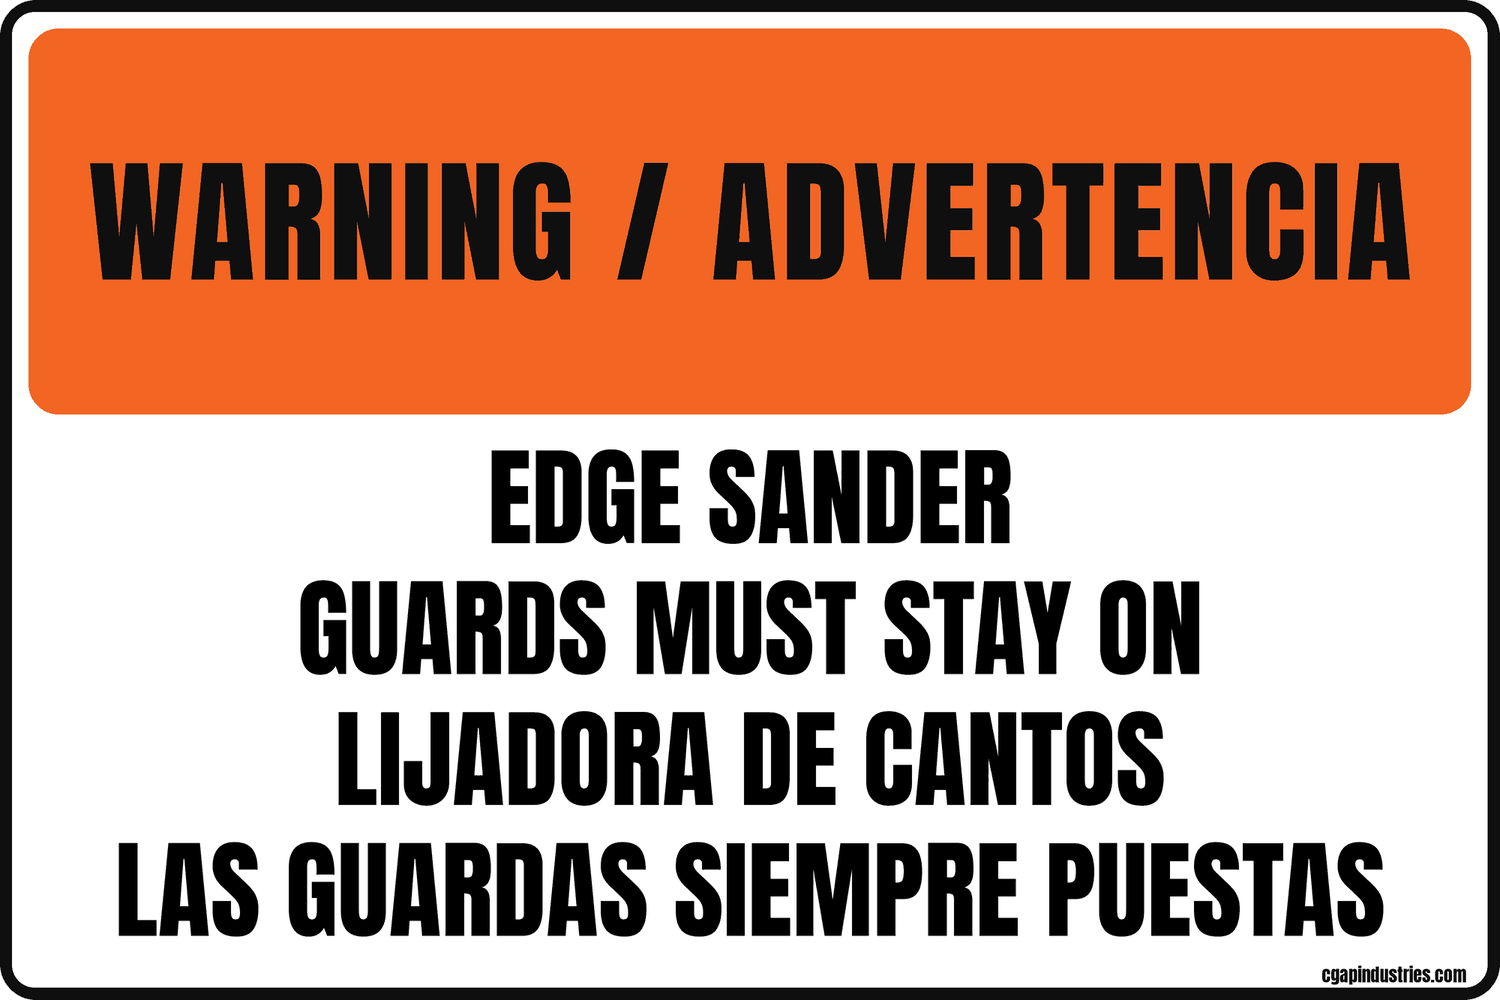 WARNING / ADVERTENCIA
EDGE SANDER
GUARDS MUST STAY ON
LIJADORA DE CANTOS
LAS GUARDAS SIEMPRE PUESTAS
cgapindustries.com